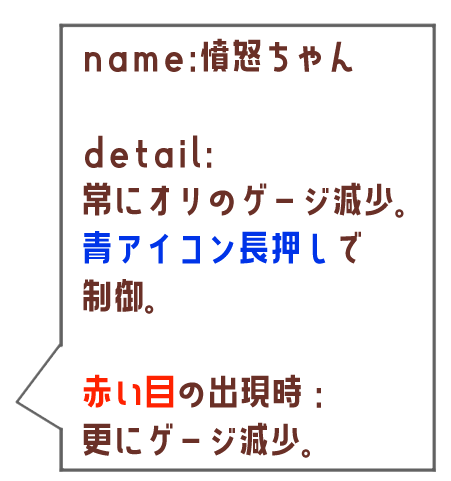 name:憤怒ちゃん
detail:
常にオリのゲージ減少。
青アイコン長押しで
制御。
赤い目の出現時：
更にゲージ減少。